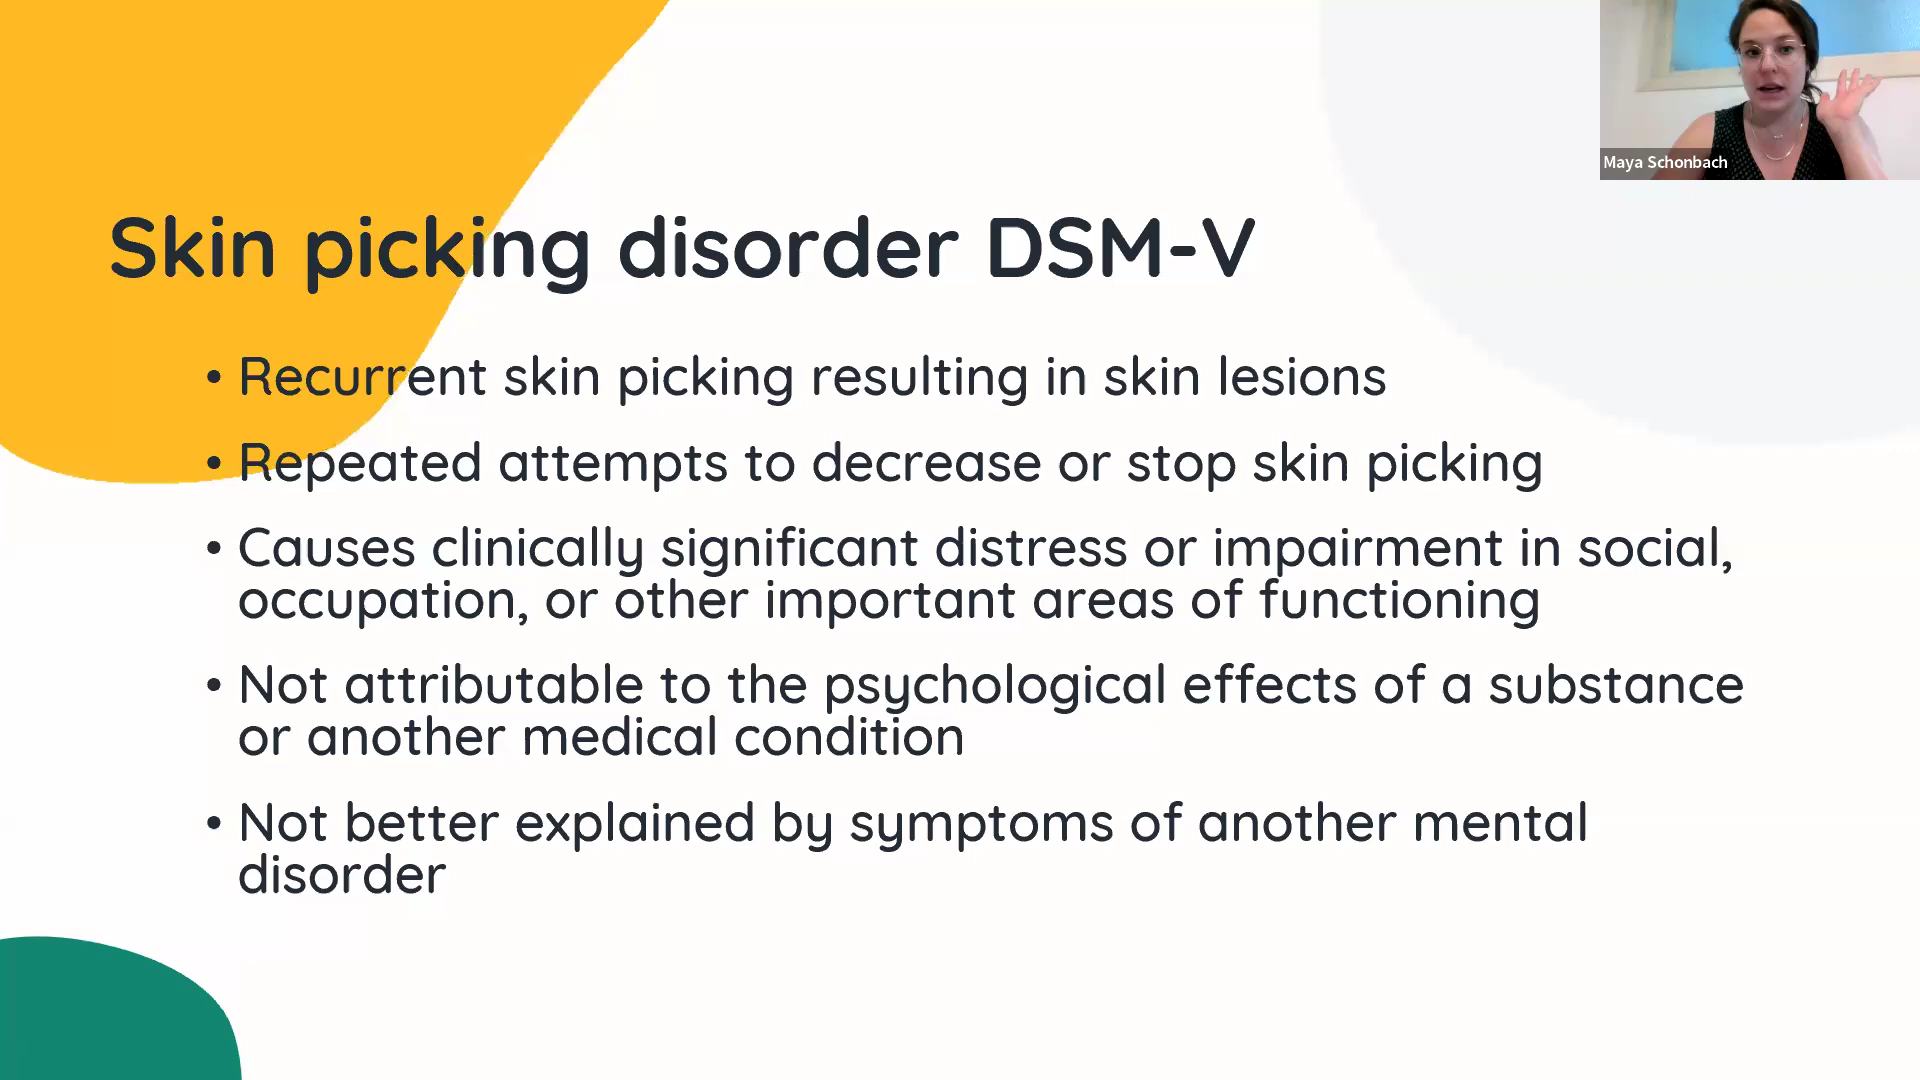 Maya Schonbach
Skin picking disorder DSM-V
• Recurrent skin picking resulting in skin lesions
• Repeated attempts to decrease or stop skin picking
• Causes clinically significant distress or impairment in social,
occupation, or other important areas of functioning
• Not attributable to the psychological effects of a substance
or another medical condition
• Not better explained by symptoms of another mental
disorder